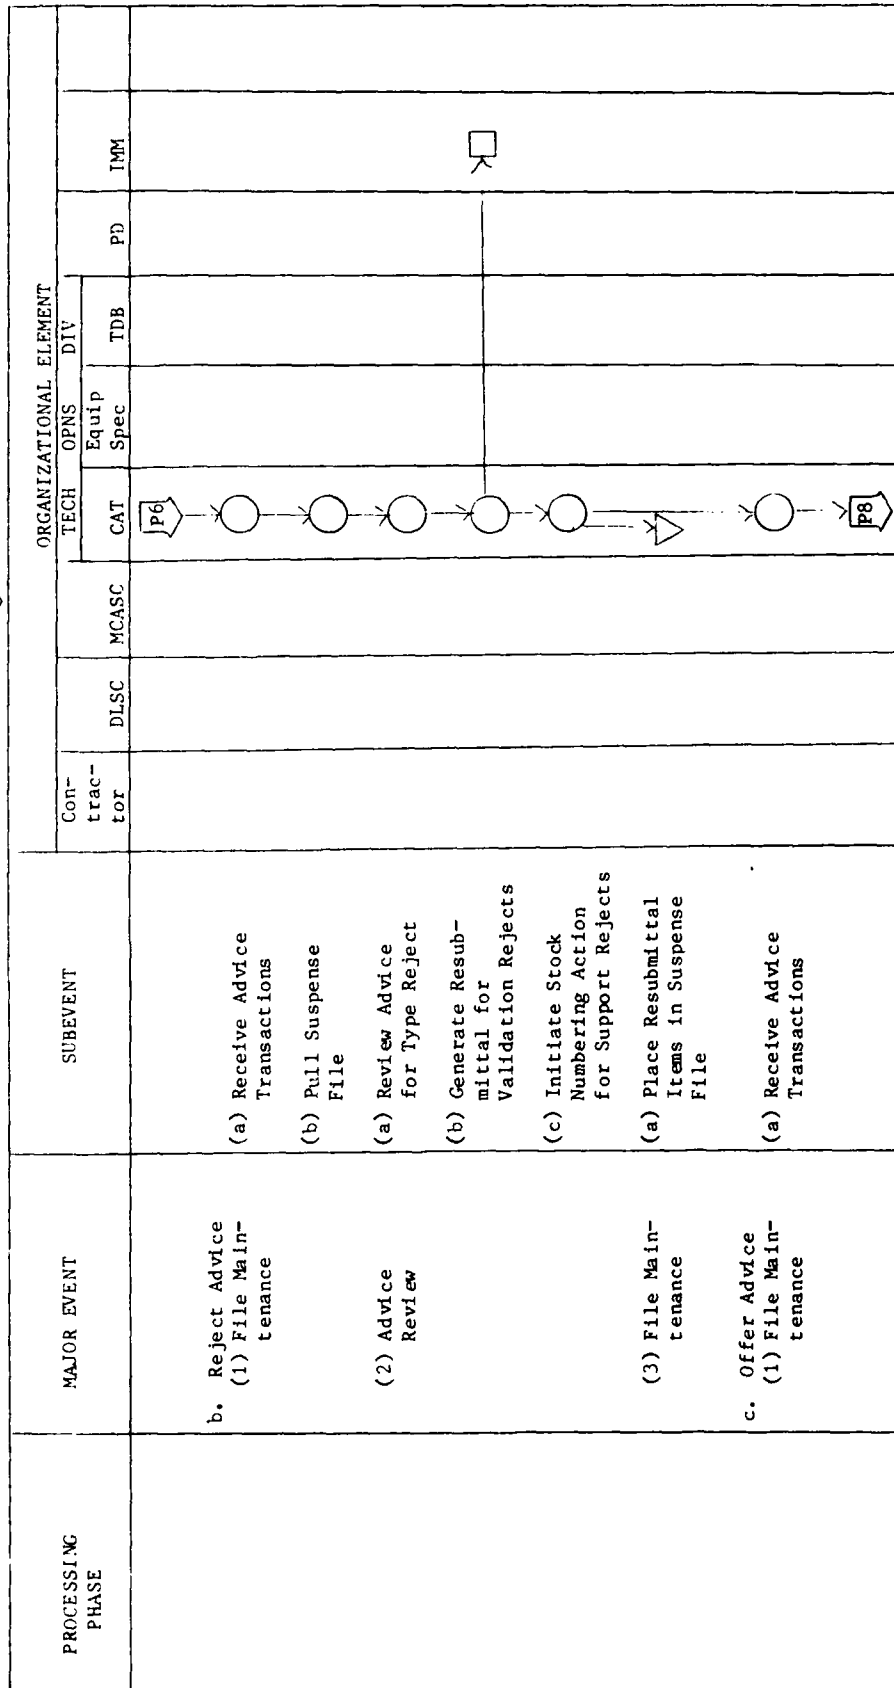 ORGANIZATIONAL ELEMENT
PROCESSING
PHASE
MAJOR EVENT
SUBEVENT
Con-
trac-
tor
DLSC
MCASC
TECH OPNS DIV
CAT
Equip
Spec
TDB
PD
IMM
P6
b. Reject Advice
(1) File Main-
tenance
(a) Receive Advice
Transactions
(b) Pull Suspense
File
(2) Advice
Review
(a) Review Advice
for Type Reject
(b) Generate Resub-
mittal for
Validation Rejects
(c) Initiate Stock
Numbering Action
for Support Rejects
(3) File Main-
tenance
(a) Place Resubmittal
Items in Suspense
File
c. Offer Advice
(1) File Main-
tenance
(a) Receive Advice
Transactions
P8